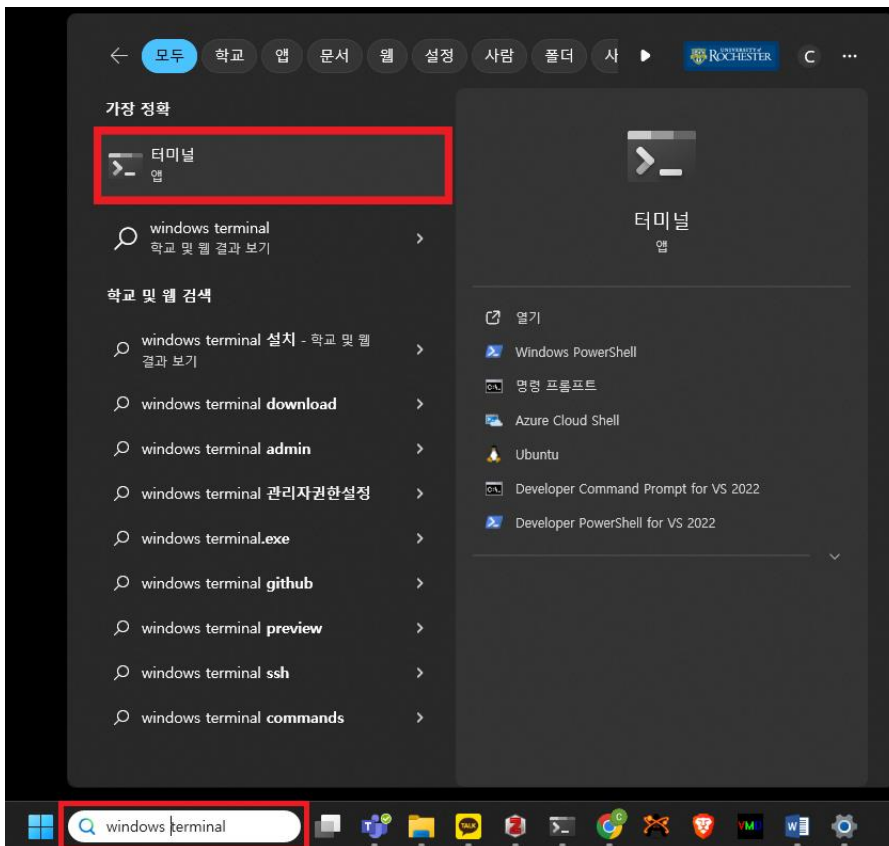 모두 학교 앱 문서 웹 설정 사람 폴더 사 UNIVERSITY of ROCHESTER C
가장 정확
터미널
앱
windows terminal
학교 및 웹 결과 보기
학교 및 웹 검색
windows terminal 설치 - 학교 및 웹
결과 보기
windows terminal download
windows terminal admin
windows terminal 관리자권한설정
windows terminal.exe
windows terminal github
windows terminal preview
windows terminal ssh
windows terminal commands
터미널
앱
열기
Windows PowerShell
명령 프롬프트
Azure Cloud Shell
Ubuntu
Developer Command Prompt for VS 2022
Developer PowerShell for VS 2022
windows terminal
TALK